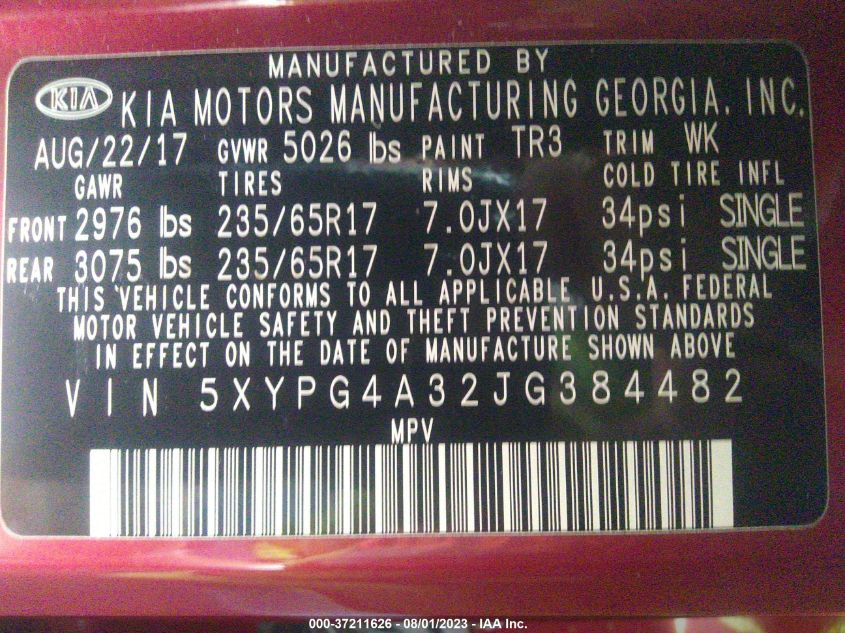 MANUFACTURED BY
KIA KIA MOTORS MANUFACTURING GEORGIA, INC.
AUG/22/17 GVWR 5026 lbs PAINT TR3 TRIM WK
GAWR TIRES RIMS COLD TIRE INFL
FRONT 2976 lbs 235/65R17 7.0JX17 34psi SINGLE
REAR 3075 lbs 235/65R17 7.0JX17 34psi SINGLE
THIS VEHICLE CONFORMS TO ALL APPLICABLE U.S.A. FEDERAL
MOTOR VEHICLE SAFETY AND THEFT PREVENTION STANDARDS
IN EFFECT ON THE DATE OF MANUFACTURE SHOWN ABOVE
VIN 5XYPG4A32JG384482
MPV
000-37211626 - 08/01/2023 - IAA Inc.